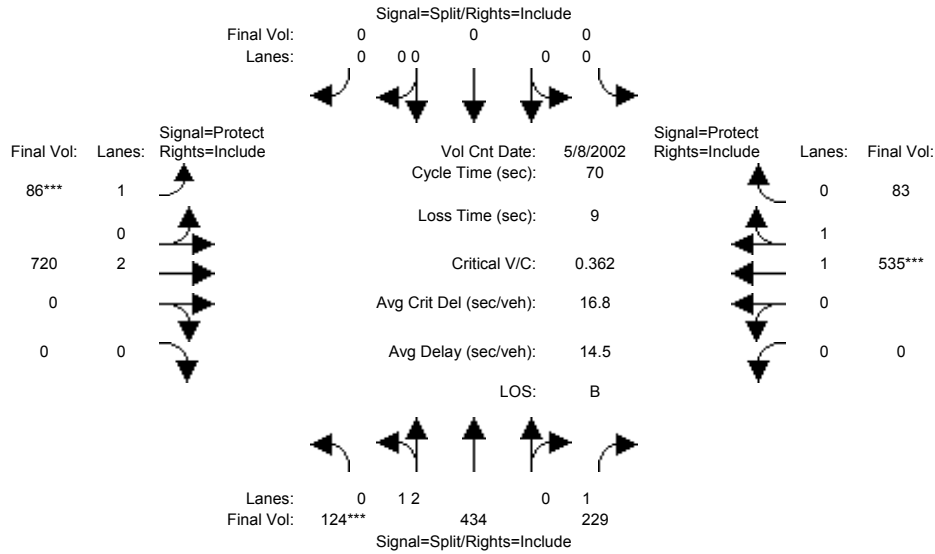 Signal=Split/Rights=Include
Final Vol: 0 0 0
Lanes: 0 0 0 0 0
Signal=Protect Signal=Protect
Final Vol: Lanes: Rights=Include Vol Cnt Date: 5/8/2002 Rights=Include Lanes: Final Vol:
Cycle Time (sec): 70
86*** 1 0 83
Loss Time (sec): 9
0 1
720 2 Critical V/C: 0.362 1 535***
0 Avg Crit Del (sec/veh): 16.8 0
0 0 Avg Delay (sec/veh): 14.5 0 0
LOS: B
Lanes: 0 1 2 0 1
Final Vol: 124*** 434 229
Signal=Split/Rights=Include